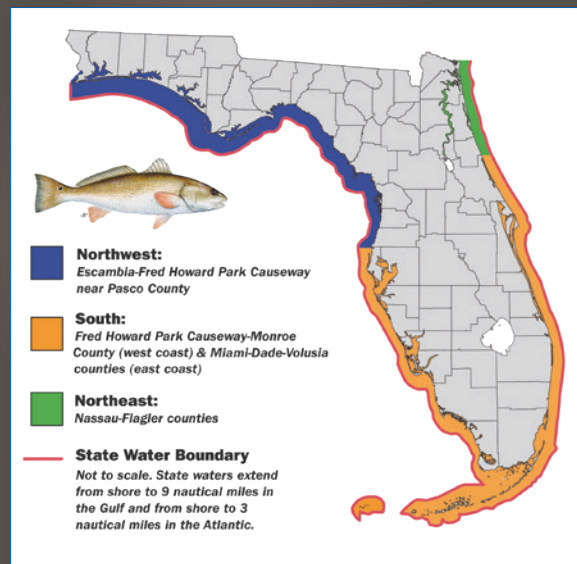 Northwest:
Escambia-Fred Howard Park Causeway
near Pasco County
South:
Fred Howard Park Causeway-Monroe
County (west coast) & Miami-Dade-Volusia
counties (east coast)
Northeast:
Nassau-Flagler counties
State Water Boundary
Not to scale. State waters extend
from shore to 9 nautical miles in
the Gulf and from shore to 3
nautical miles in the Atlantic.